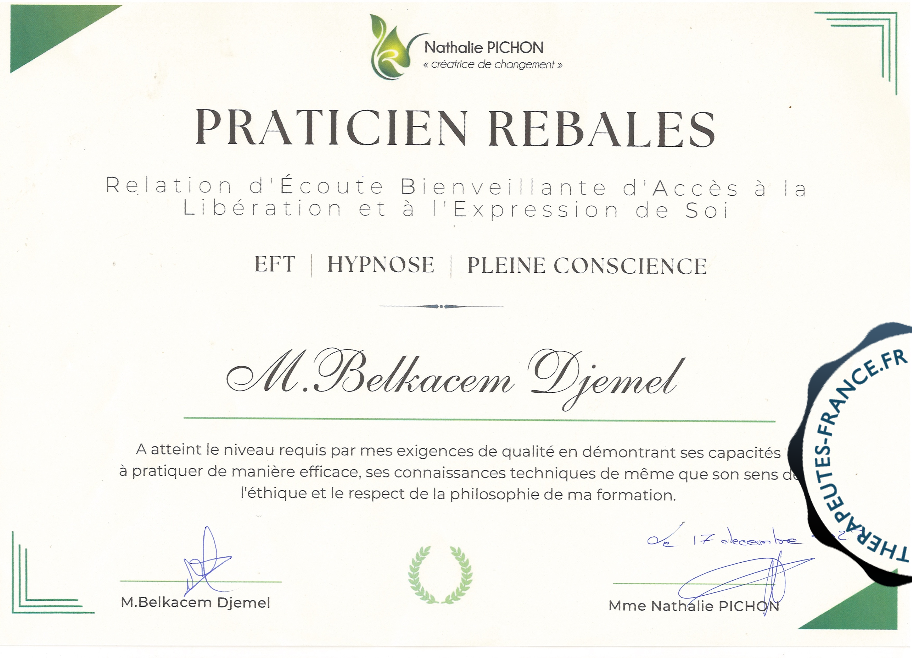 Nathalie PICHON
« créatrice de changement »
PRATICIEN REBALES
Relation d'Écoute Bienveillante d'Accès à la
Libération et à l'Expression de Soi
EFT | HYPNOSE | PLEINE CONSCIENCE
M.Belkacem Djemel
A atteint le niveau requis par mes exigences de qualité en démontrant ses capacités
à pratiquer de manière efficace, ses connaissances techniques de même que son sens de
l'éthique et le respect de la philosophie de ma formation.
THERAPEUTES-FRANCE.FR
Le 17 decembre
M.Belkacem Djemel
Mme Nathalie PICHON